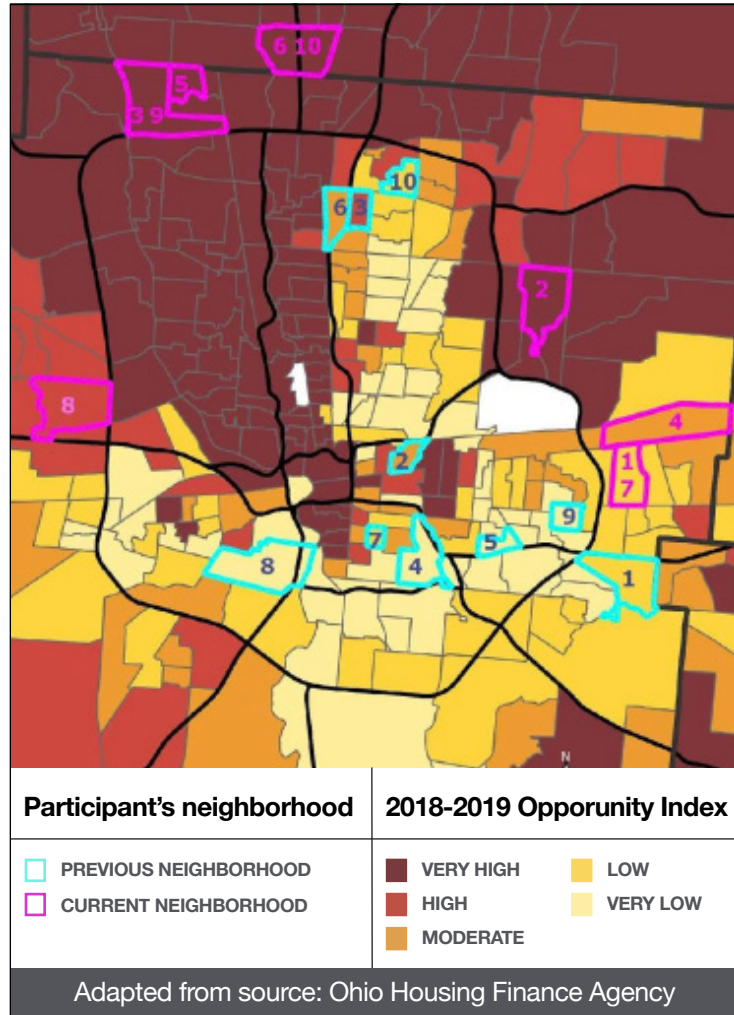 6 10
5
3 9
10
6 3
2
8
4
2
1
7
9
7
5
8
4
1
N
Participant's neighborhood
2018-2019 Opporunity Index
PREVIOUS NEIGHBORHOOD
CURRENT NEIGHBORHOOD
VERY HIGH
LOW
HIGH
VERY LOW
MODERATE
Adapted from source: Ohio Housing Finance Agency